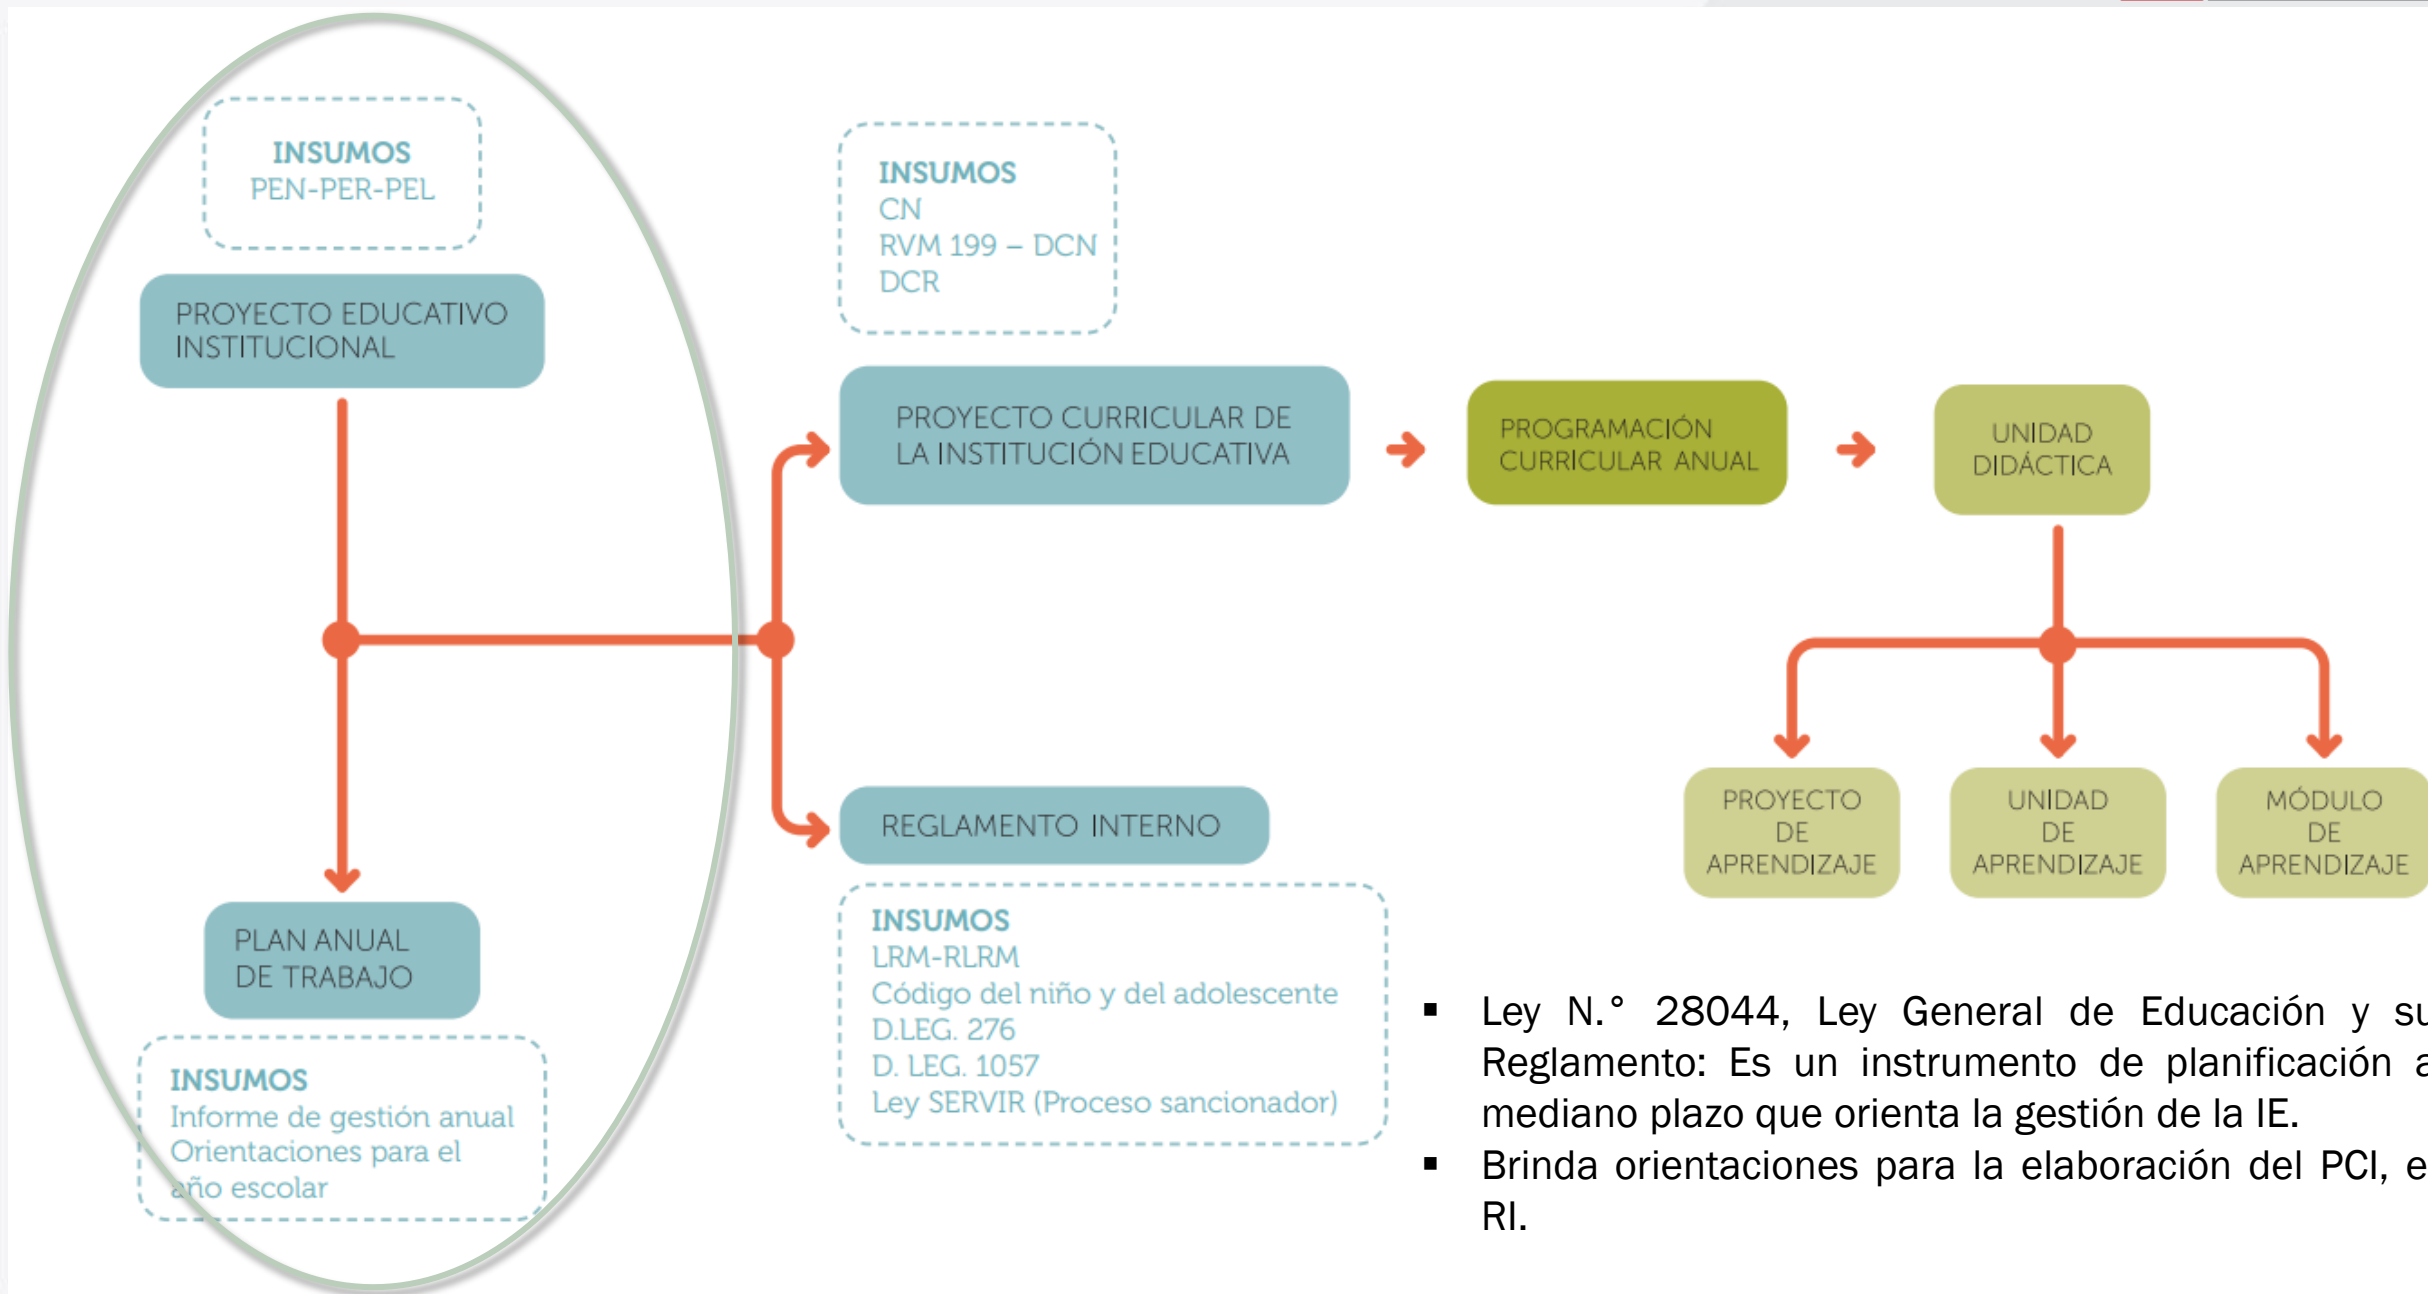 INSUMOS
PEN-PER-PEL
PROYECTO EDUCATIVO
INSTITUCIONAL
PLAN ANUAL
DE TRABAJO
INSUMOS
Informe de gestión anual
Orientaciones para el
año escolar
INSUMOS
CN
RVM 199 – DCN
DCR
PROYECTO CURRICULAR DE
LA INSTITUCIÓN EDUCATIVA
REGLAMENTO INTERNO
INSUMOS
LRM-RLRM
Código del niño y del adolescente
D.LEG. 276
D. LEG. 1057
Ley SERVIR (Proceso sancionador)
PROGRAMACIÓN
CURRICULAR ANUAL
UNIDAD
DIDÁCTICA
PROYECTO
DE
APRENDIZAJE
UNIDAD
DE
APRENDIZAJE
MÓDULO
DE
APRENDIZAJE
▪ Ley N.° 28044, Ley General de Educación y su
Reglamento: Es un instrumento de planificación a
mediano plazo que orienta la gestión de la IE.
▪ Brinda orientaciones para la elaboración del PCI, e
RI.